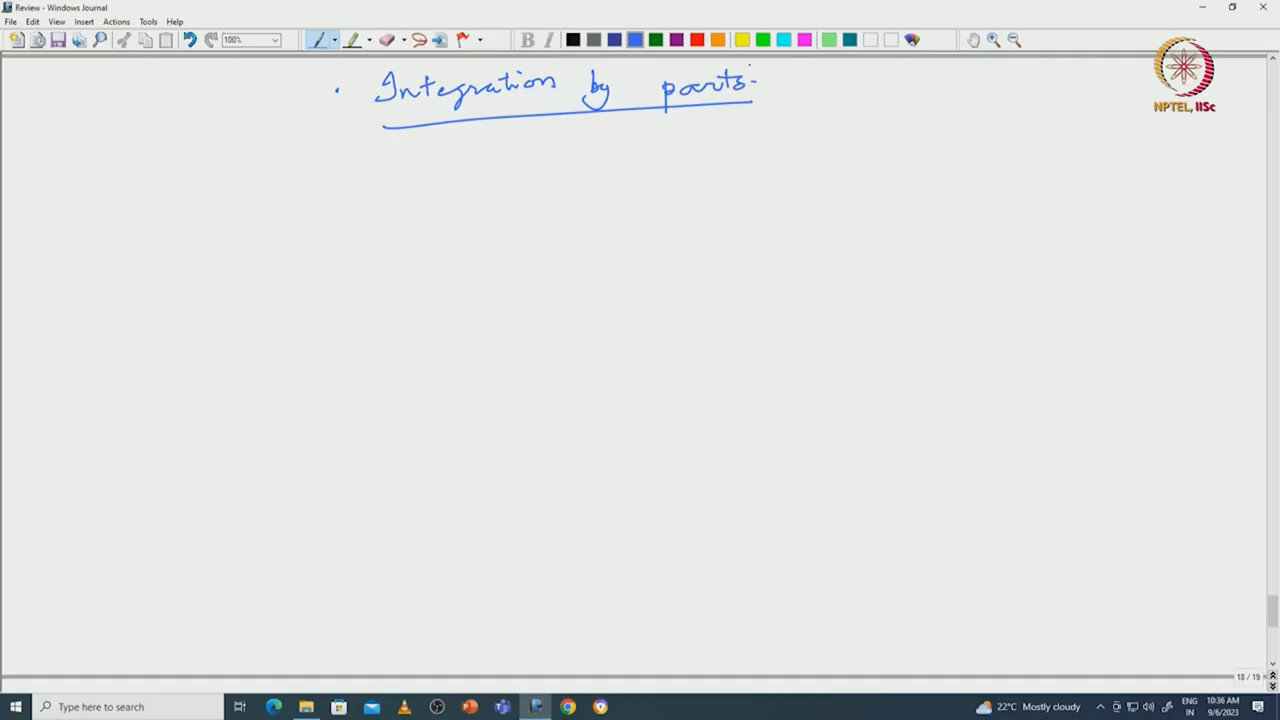 Review - Windows Journal
File Edit View Insert Actions Tools Help
100%
B I
· Integration by parts.
NPTEL, IISc
18 / 19
Type here to search
22°C Mostly cloudy
ENG
IN
10:36 AM
9/6/2023